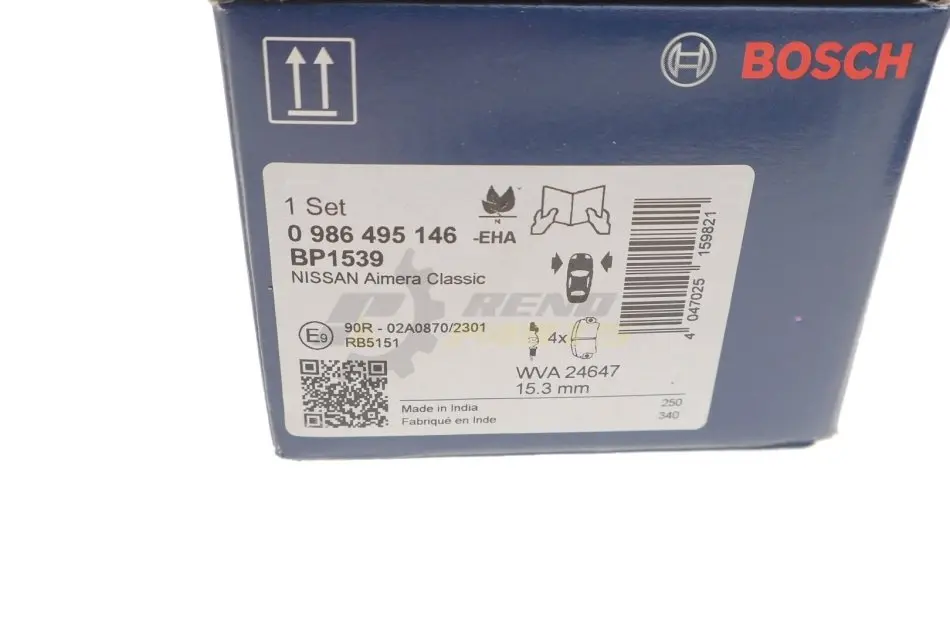 BOSCH
1 Set
0 986 495 146 -EHA
BP1539
NISSAN Aimera Classic
E9
90R - 02A0870/2301
RB5151
4x
WVA 24647
15.3 mm
Made in India
Fabriqué en Inde
250
340
4 047025 159821
RENO